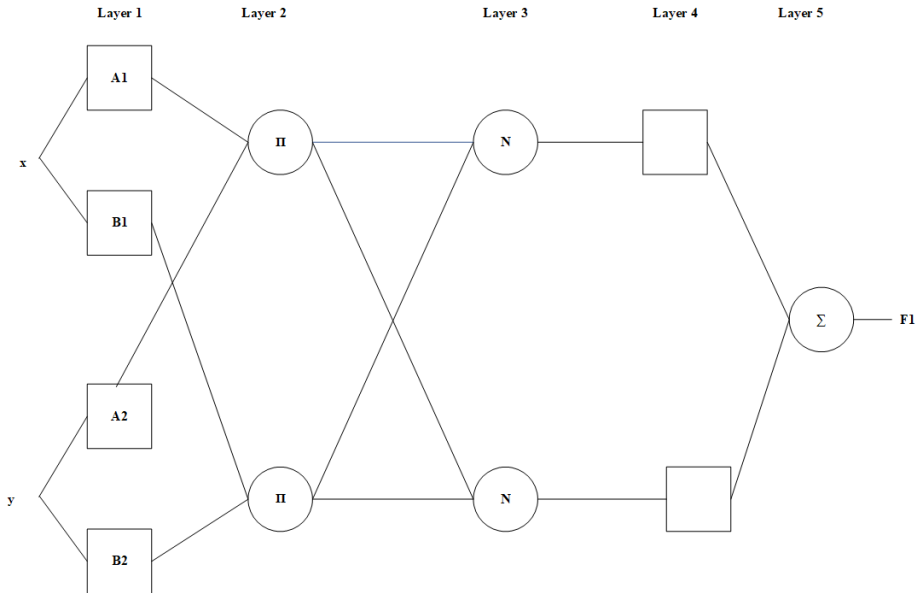 Layer 1 Layer 2 Layer 3 Layer 4 Layer 5
A1
Π N
x
B1
∑ F1
A2
y Π N
B2